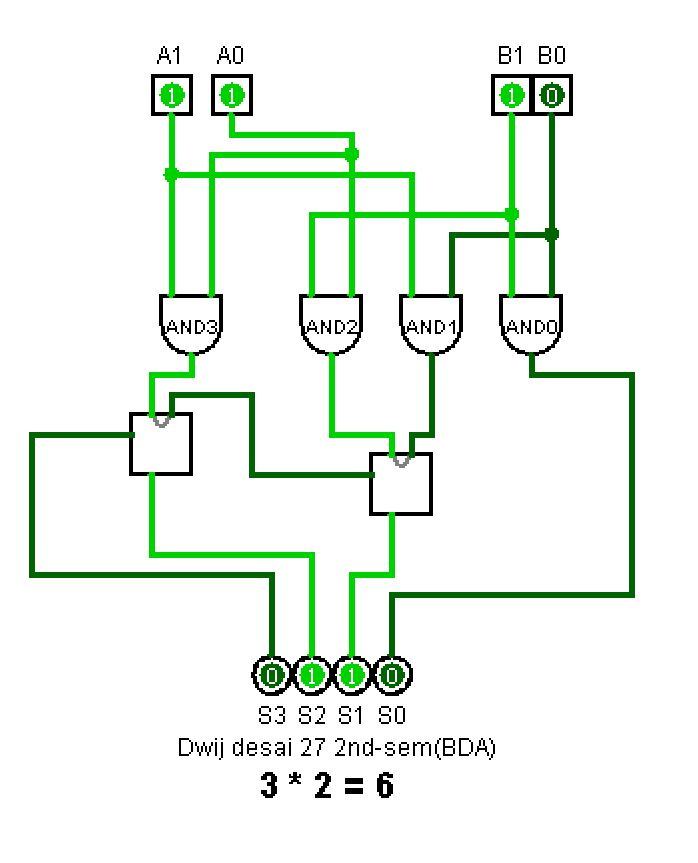 A1 A0 B1 B0
1 1 1 0
AND3 AND2 AND1 AND0
0 1 1 0
S3 S2 S1 S0
Dwij desai 27 2nd-sem(BDA)
3 * 2 = 6